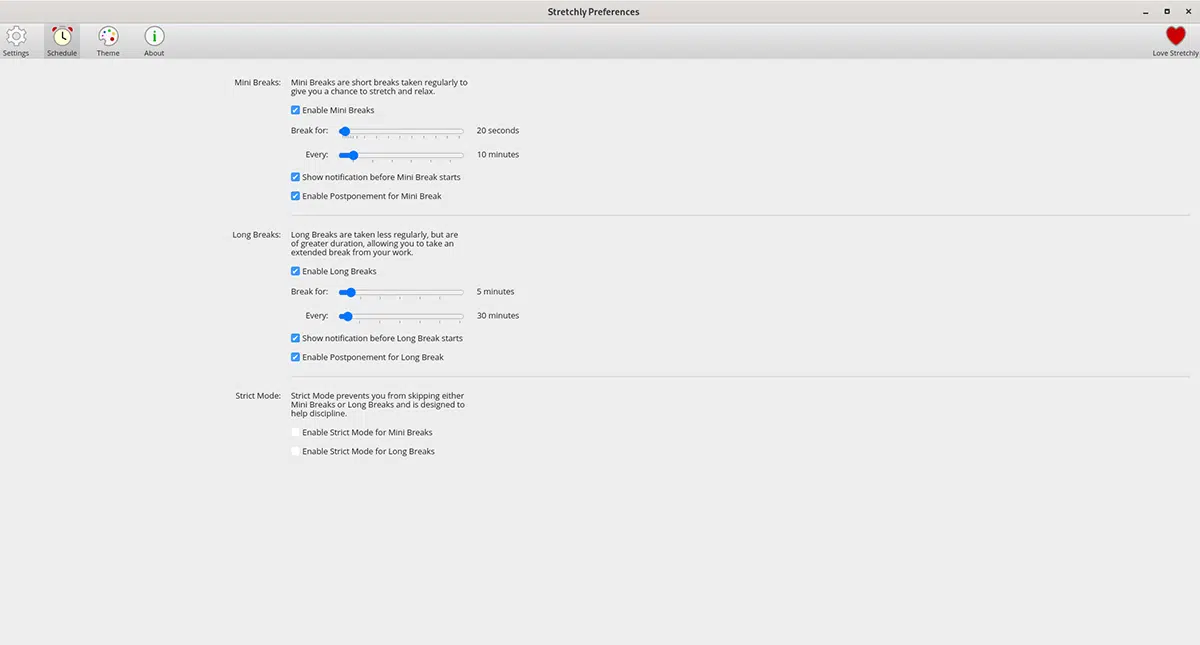 Stretchly Preferences
Settings
Schedule
Theme
About
Love Stretchly
Mini Breaks:
Mini Breaks are short breaks taken regularly to
give you a chance to stretch and relax.
Enable Mini Breaks
Break for:
20 seconds
Every:
10 minutes
Show notification before Mini Break starts
Enable Postponement for Mini Break
Long Breaks:
Long Breaks are taken less regularly, but are
of greater duration, allowing you to take an
extended break from your work.
Enable Long Breaks
Break for:
5 minutes
Every:
30 minutes
Show notification before Long Break starts
Enable Postponement for Long Break
Strict Mode:
Strict Mode prevents you from skipping either
Mini Breaks or Long Breaks and is designed to
help discipline.
Enable Strict Mode for Mini Breaks
Enable Strict Mode for Long Breaks